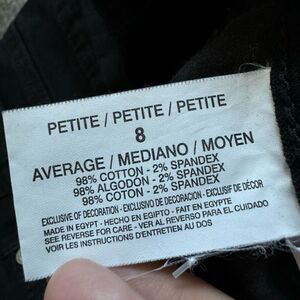 PETITE / PETITE / PETITE
8
AVERAGE / MEDIANO / MOYEN
98% COTTON - 2% SPANDEX
98% ALGODON - 2% SPANDEX
98% COTTON - 2% SPANDEX
EXCLUSIVE OF DECORATION - EXCLUSIVO DE DECORACION - EXCLUSIF DE DÉCOR
MADE IN EGYPT - HECHO EN EGIPTO - FAIT EN EGYPTE
SEE REVERSE FOR CARE - VER AL REVERSO PARA EL CUIDADO
VOIR LES INSTRUCTIONS D'ENTRETIEN AU DOS